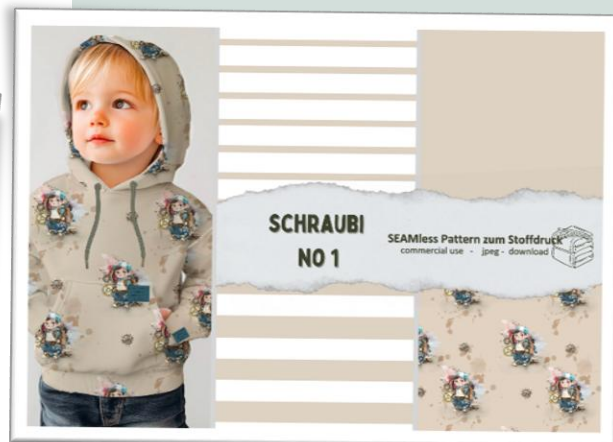 SCHRAUBI
NO 1
SEAMless Pattern zum Stoffdruck
commercial use - jpeg - download